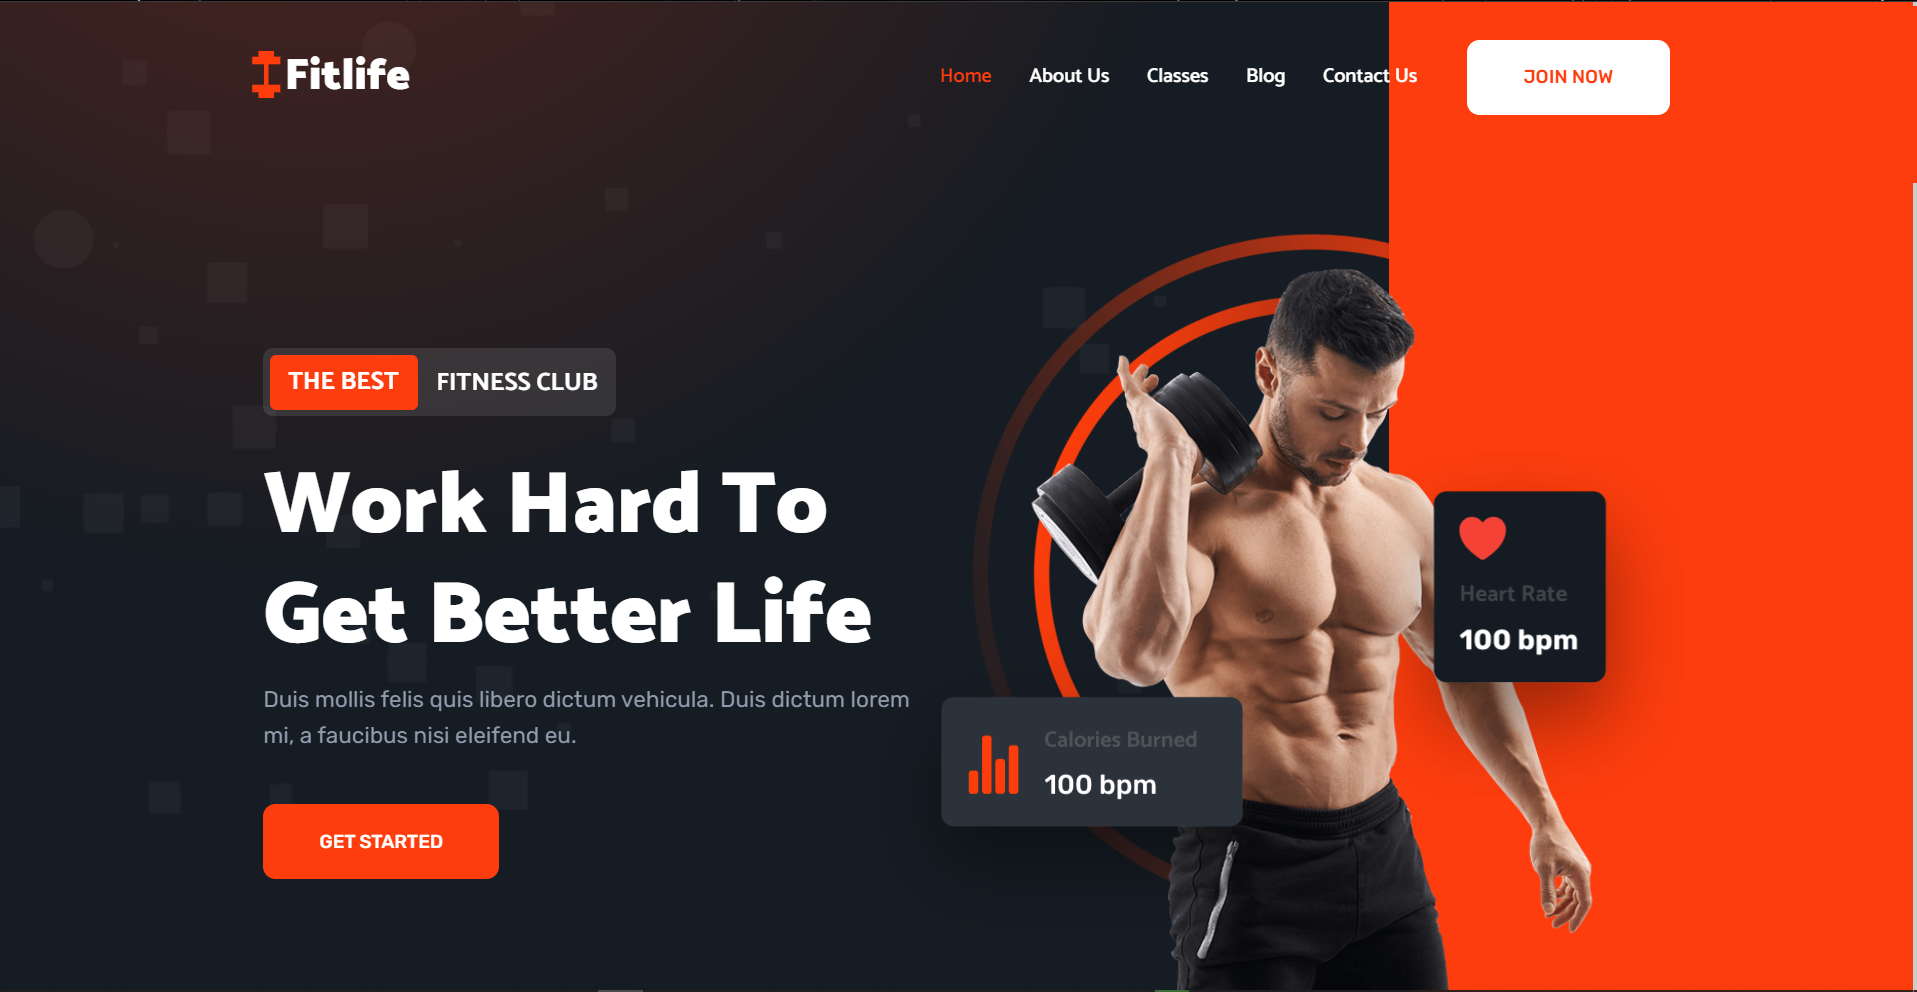 Fitlife
Home About Us Classes Blog Contact Us JOIN NOW
THE BEST FITNESS CLUB
Work Hard To
Get Better Life
Duis mollis felis quis libero dictum vehicula. Duis dictum lorem
mi, a faucibus nisi eleifend eu.
GET STARTED
Heart Rate
100 bpm
Calories Burned
100 bpm